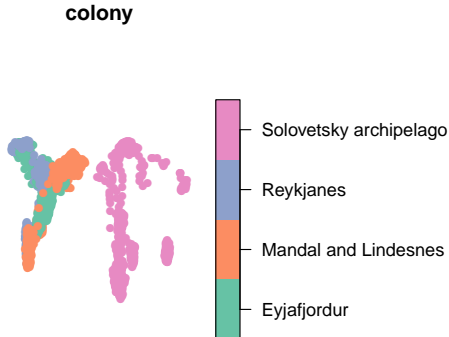 colony
Solovetsky archipelago
Reykjanes
Mandal and Lindesnes
Eyjafjordur